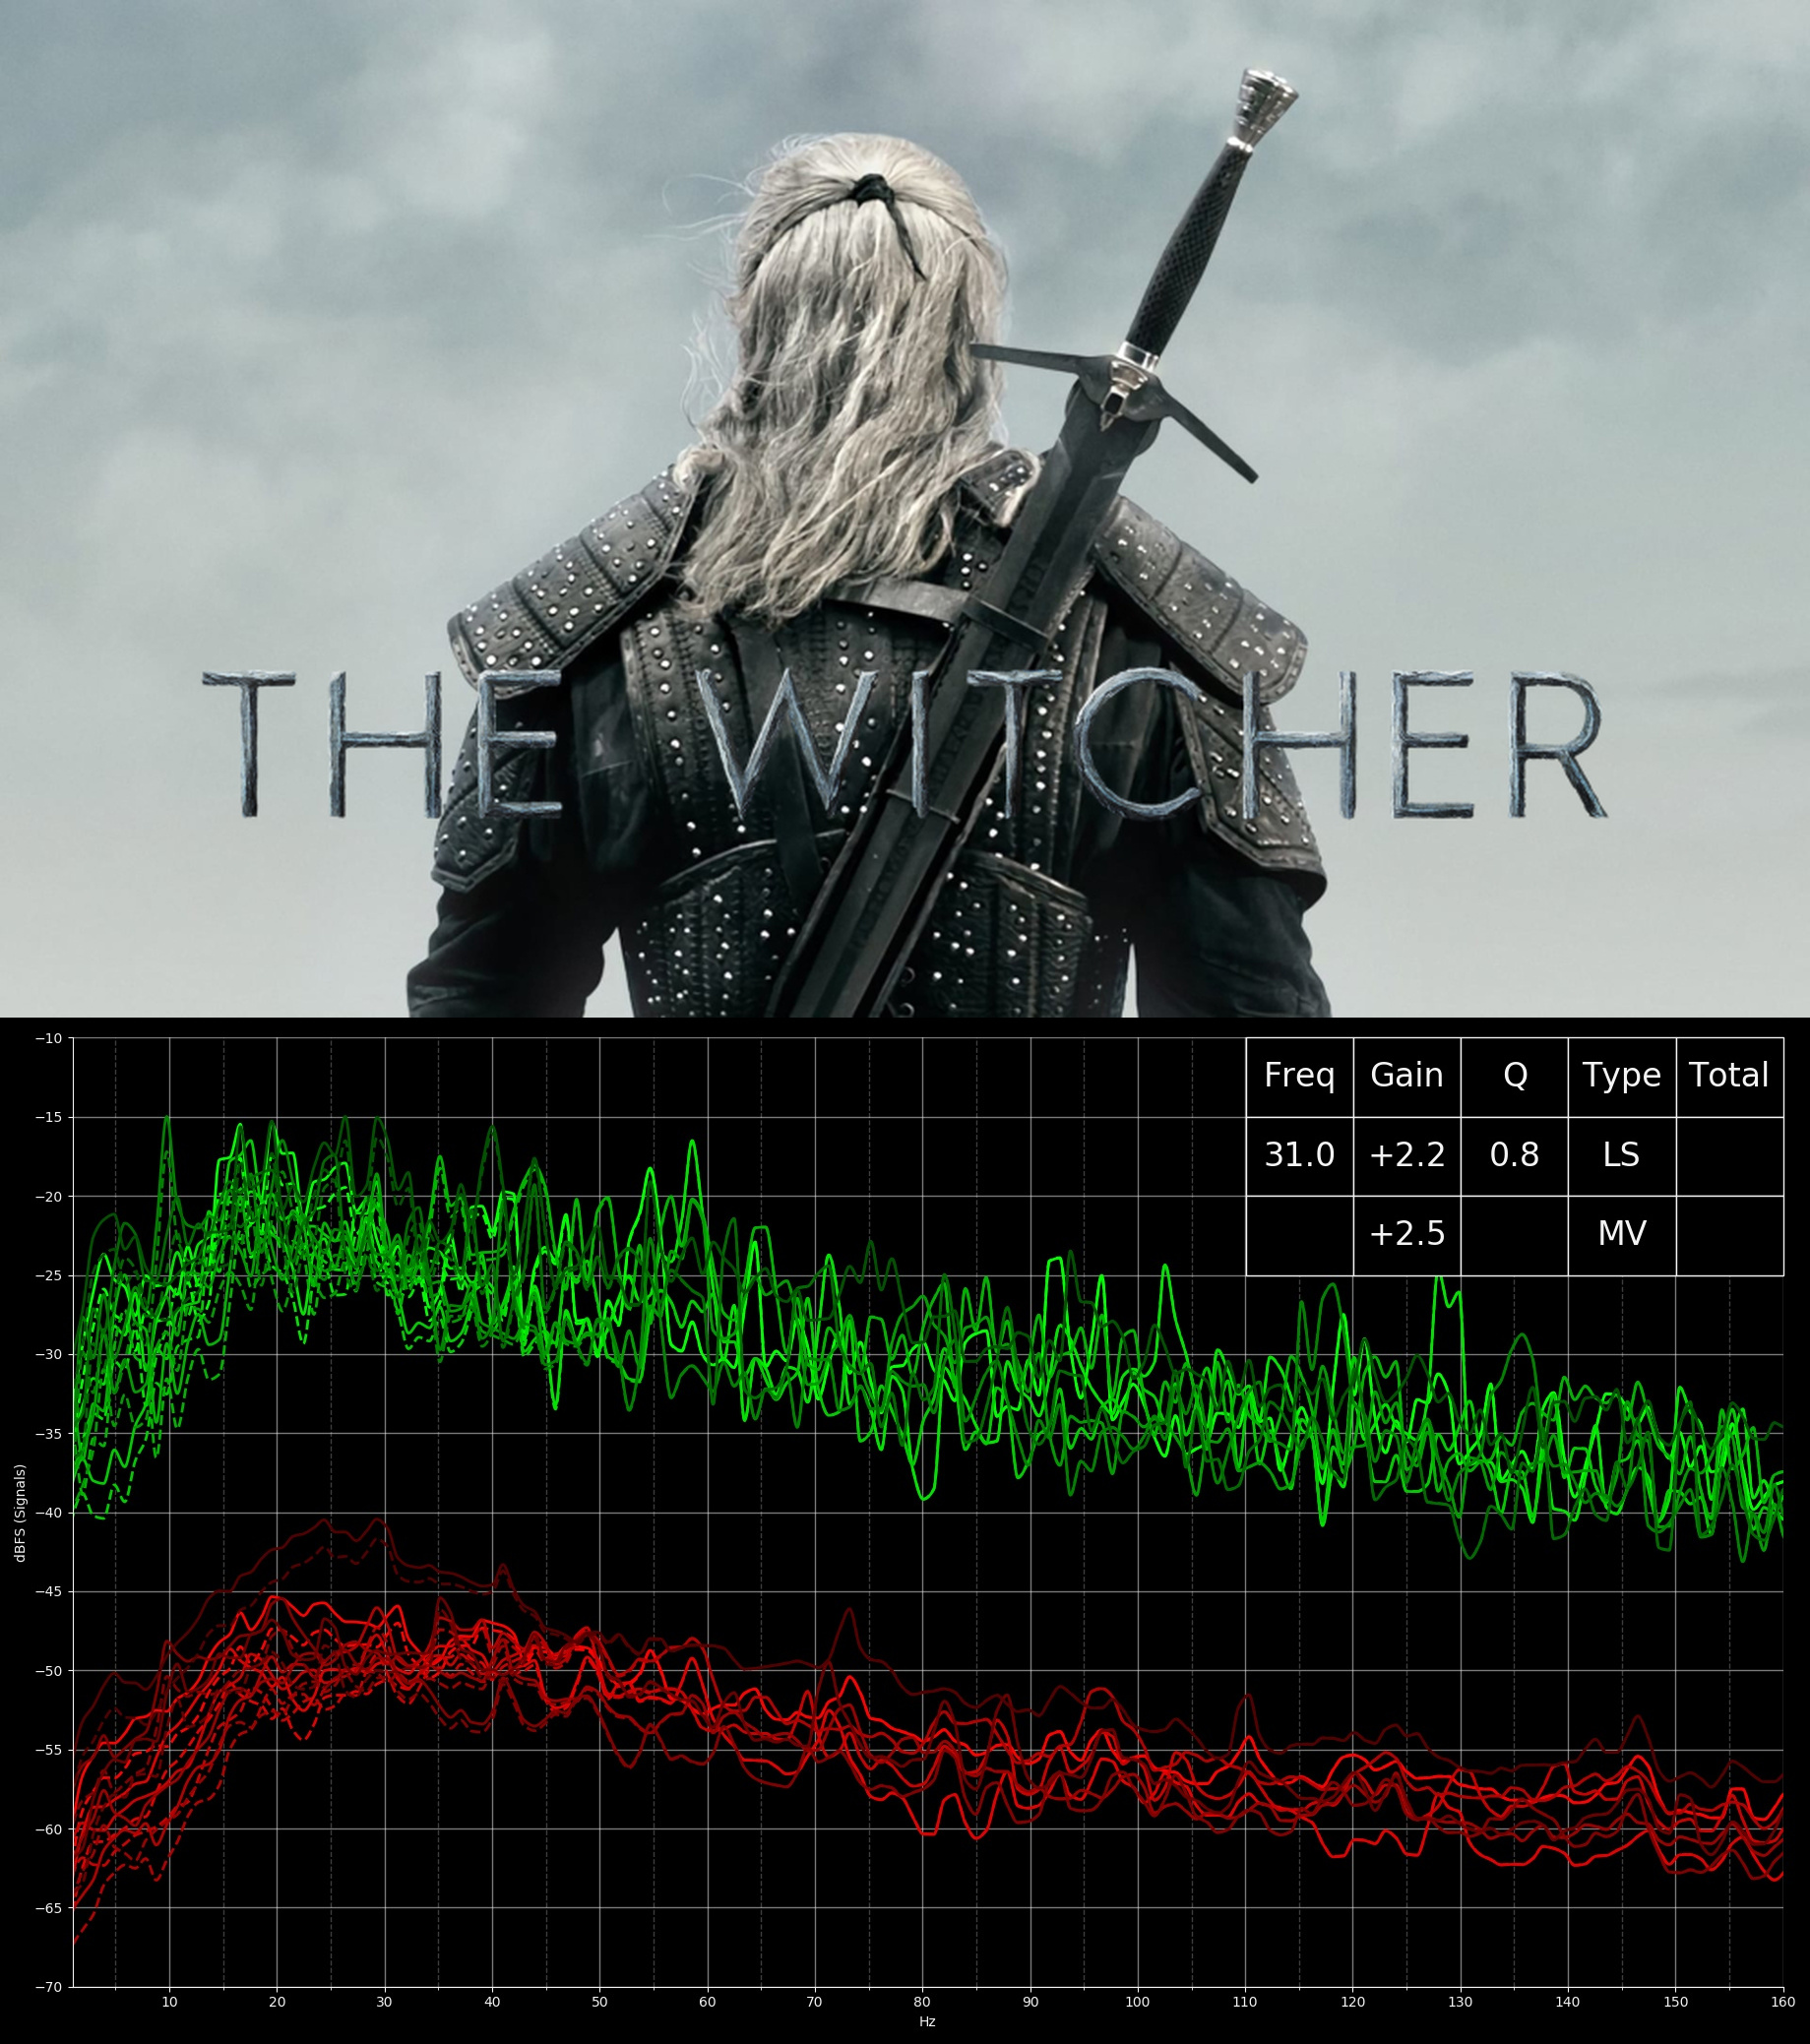 THE WITCHER
Freq Gain Q Type Total
31.0 +2.2 0.8 LS
+2.5 MV
−10
−15
−20
−25
−30
−35
−40
−45
−50
−55
−60
−65
−70
dBFS (Signals)
10 20 30 40 50 60 70 80 90 100 110 120 130 140 150 160
Hz